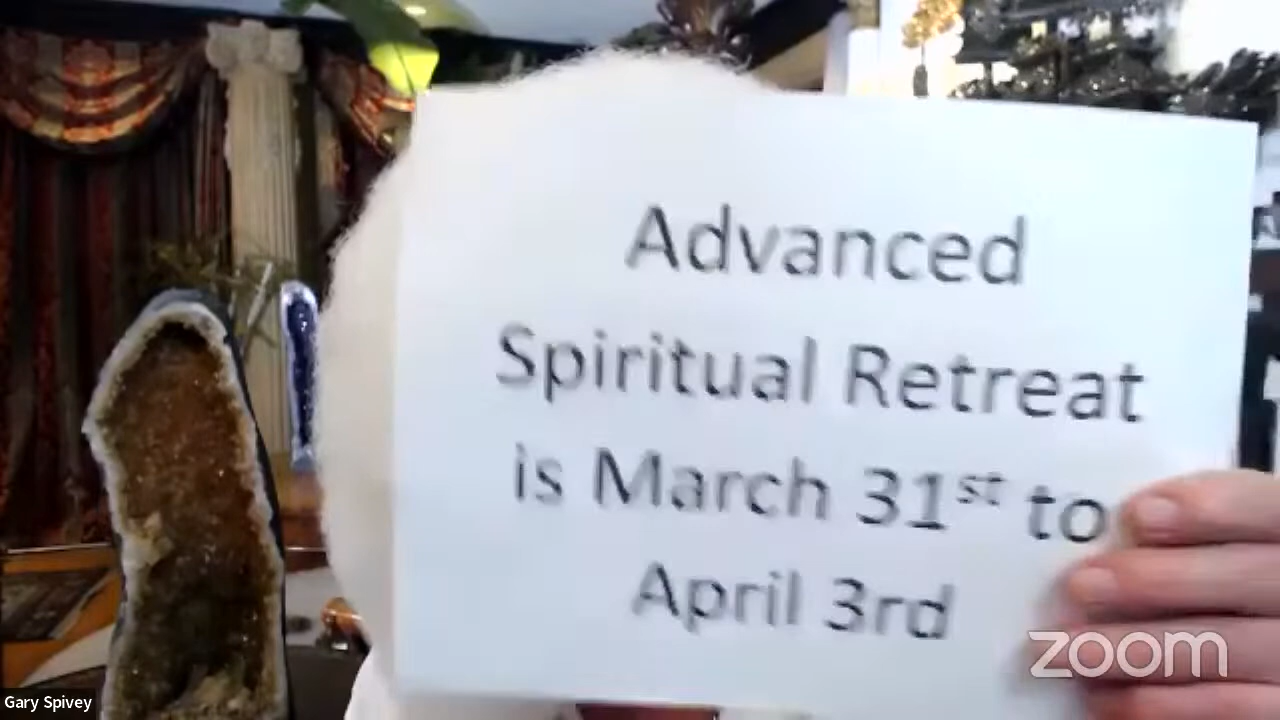 Advanced
Spiritual Retreat
is March 31st to
April 3rd
zoom
Gary Spivey